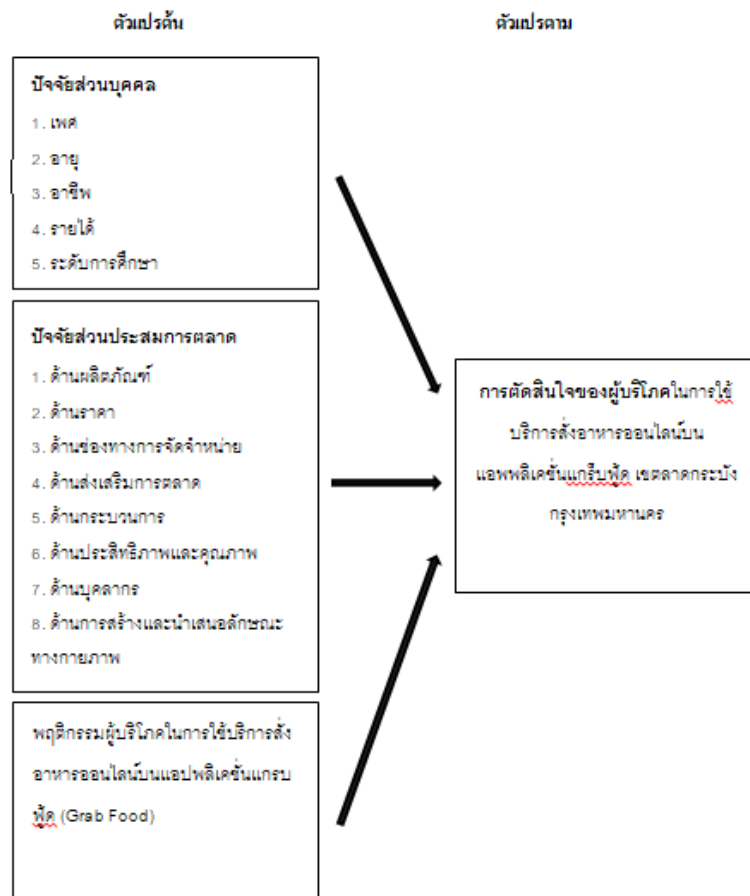 ตัวแปรต้น
ตัวแปรตาม
ปัจจัยส่วนบุคคล
1. เพศ
2. อายุ
3. อาชีพ
4. รายได้
5. ระดับการศึกษา
ปัจจัยส่วนประสมการตลาด
1. ด้านผลิตภัณฑ์
2. ด้านราคา
3. ด้านช่องทางการจัดจำหน่าย
4. ด้านส่งเสริมการตลาด
5. ด้านกระบวนการ
6. ด้านประสิทธิภาพและคุณภาพ
7. ด้านบุคลากร
8. ด้านการสร้างและนำเสนอลักษณะ
ทางกายภาพ
พฤติกรรมผู้บริโภคในการใช้บริการสั่ง
อาหารออนไลน์บนแอปพลิเคชั่นแกรบ
ฟู้ด (Grab Food)
การตัดสินใจของผู้บริโภคในการใช้
บริการสั่งอาหารออนไลน์บน
แอพพลิเคชั่นแกร็บฟู้ด เขตลาดกระบัง
กรุงเทพมหานคร